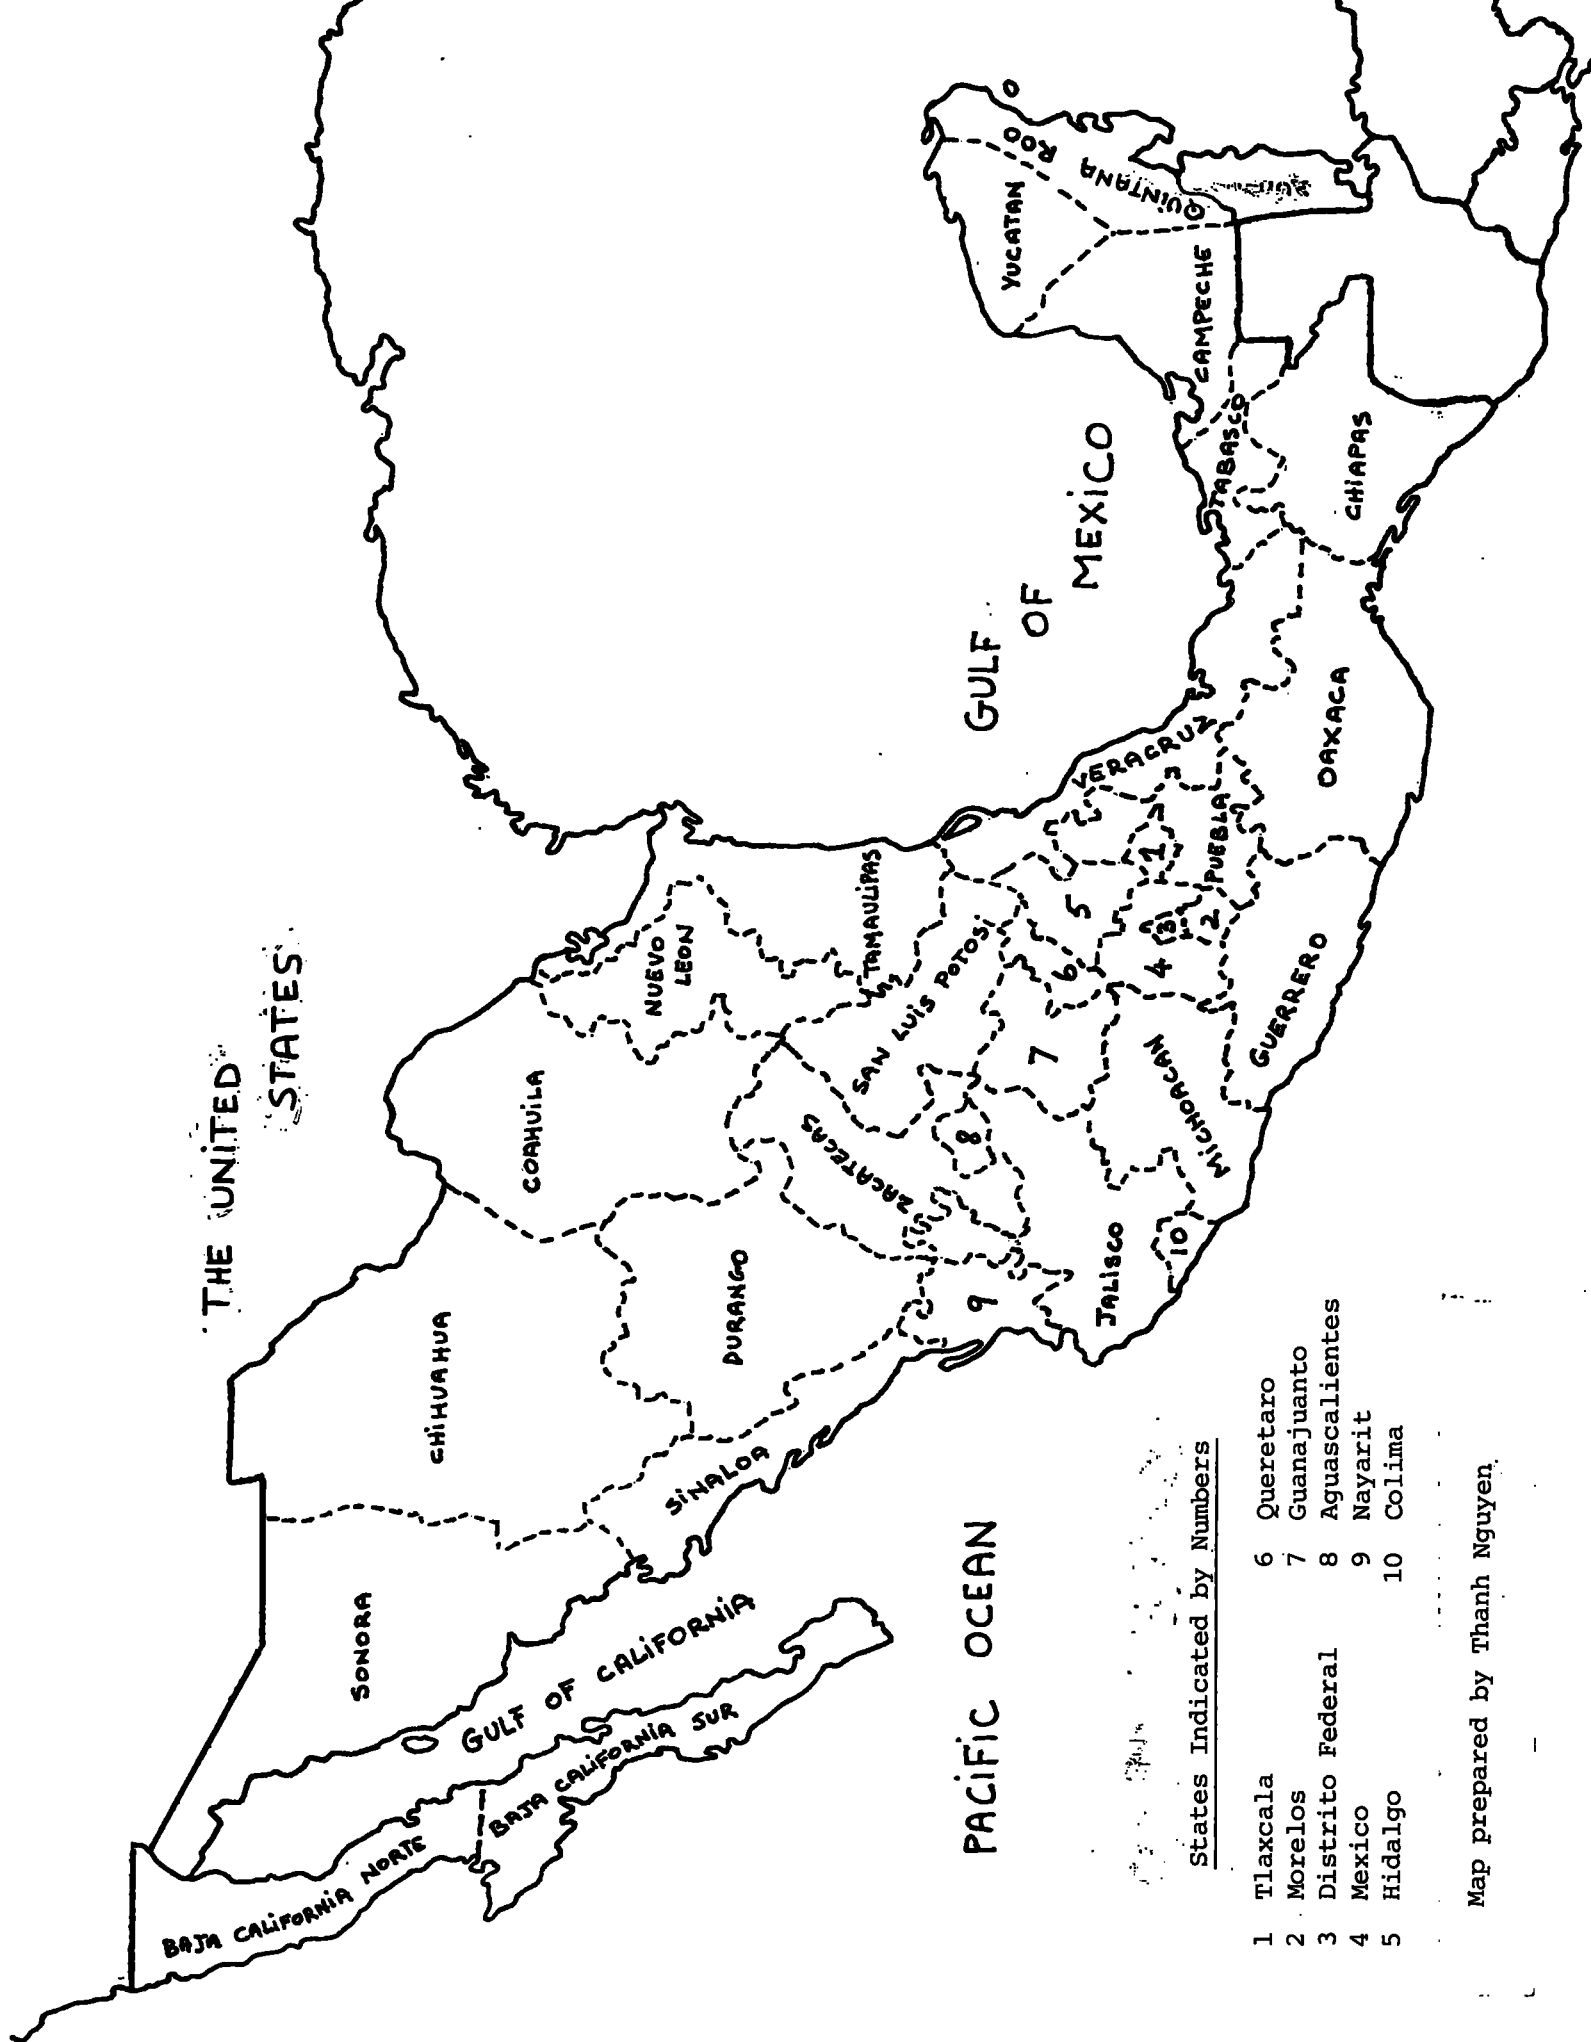 THE UNITED
STATES
BAJA CALIFORNIA NORTE
BAJA CALIFORNIA SUR
GULF OF CALIFORNIA
SONORA
CHIHUAHUA
COAHUILA
NUEVO
LEON
TAMAULIPAS
SINALOA
DURANGO
ZACATECAS
SAN LUIS POTOSI
GULF
OF
MEXICO
PACIFIC OCEAN
9
8
7
6
5
JALISCO
10
MICHOACAN
4
3
2
1
PUEBLA
VERACRUZ
GUERRERO
OAXACA
TABASCO
CHIAPAS
CAMPECHE
YUCATAN
QUINTANA
ROO
States Indicated by Numbers
1 Tlaxcala 6 Queretaro
2 Morelos 7 Guanajuanto
3 Distrito Federal 8 Aguascalientes
4 Mexico 9 Nayarit
5 Hidalgo 10 Colima
Map prepared by Thanh Nguyen